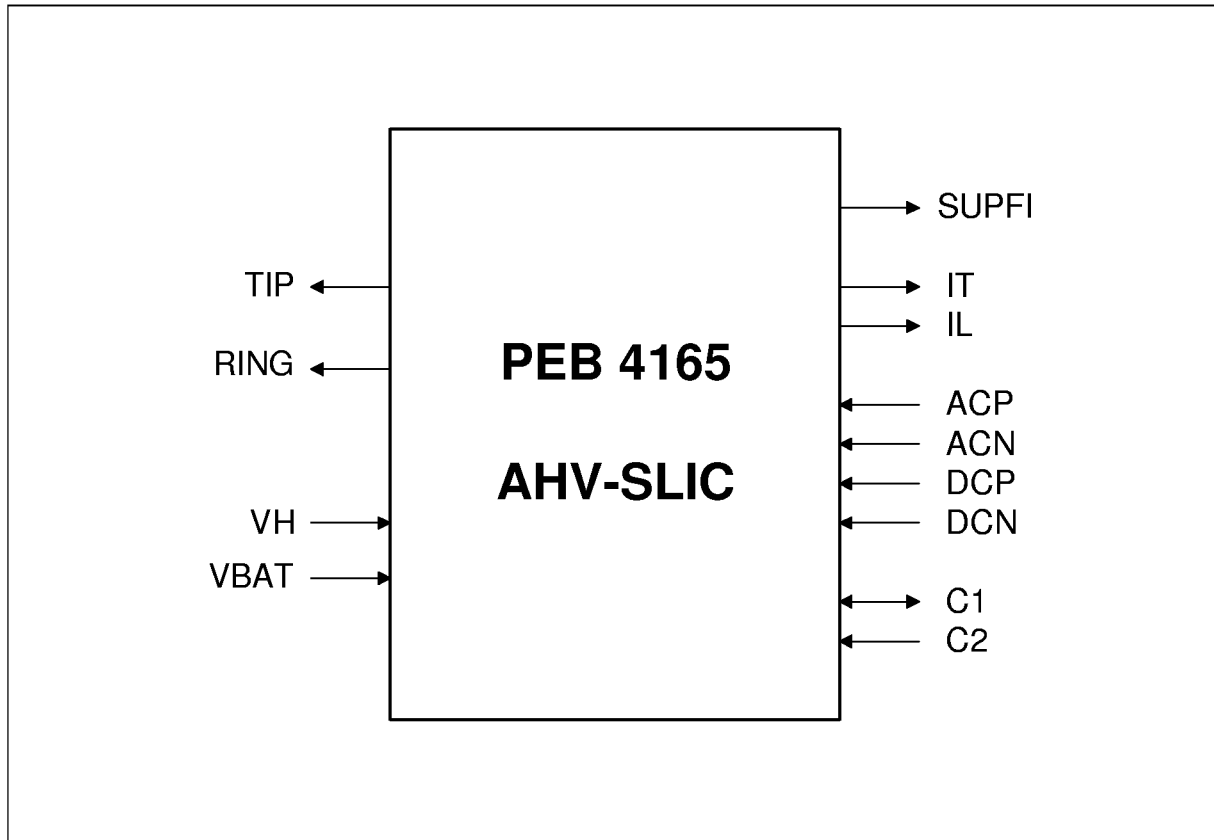 SUPFI
TIP
IT
IL
RING
PEB 4165
ACP
ACN
AHV-SLIC
DCP
VH
DCN
VBAT
C1
C2